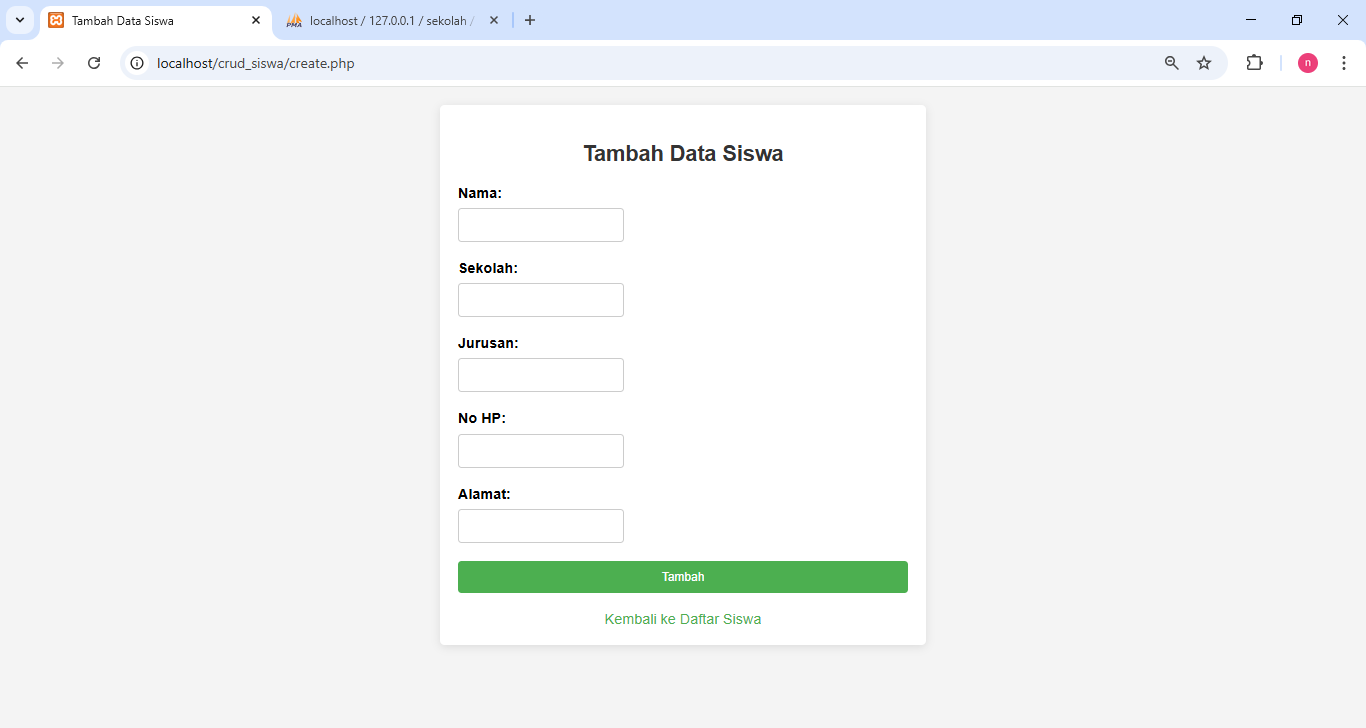 Tambah Data Siswa
localhost / 127.0.0.1 / sekolah /
localhost/crud_siswa/create.php
n
Tambah Data Siswa
Nama:
Sekolah:
Jurusan:
No HP:
Alamat:
Tambah
Kembali ke Daftar Siswa